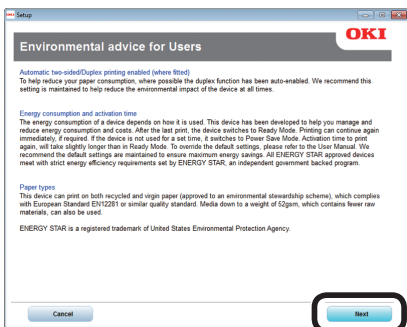 OKI Setup
OKI
Environmental advice for Users
Automatic two-sided/Duplex printing enabled (where fitted)
To help reduce your paper consumption, where possible the duplex function has been auto-enabled. We recommend this
setting is maintained to help reduce the environmental impact of the device at all times.
Energy consumption and activation time
The energy consumption of a device depends on how it is used. This device has been developed to help you manage and
reduce energy consumption and costs. After the last print, the device switches to Ready Mode. Printing can continue again
immediately, if required. If the device is not used for a set time, it switches to Power Save Mode. Activation time to print
again, will take slightly longer than in Ready Mode. To override the default settings, please refer to the User Manual. We
recommend the default settings are maintained to ensure maximum energy savings. All ENERGY STAR approved devices
meet with strict energy efficiency requirements set by ENERGY STAR, an independent government backed program.
Paper types
This device can print on both recycled and virgin paper (approved to an environmental stewardship scheme), which complies
with European Standard EN12281 or similar quality standard. Media down to a weight of 52gsm, which contains fewer raw
materials, can also be used.
ENERGY STAR is a registered trademark of United States Environmental Protection Agency.
Cancel
Next